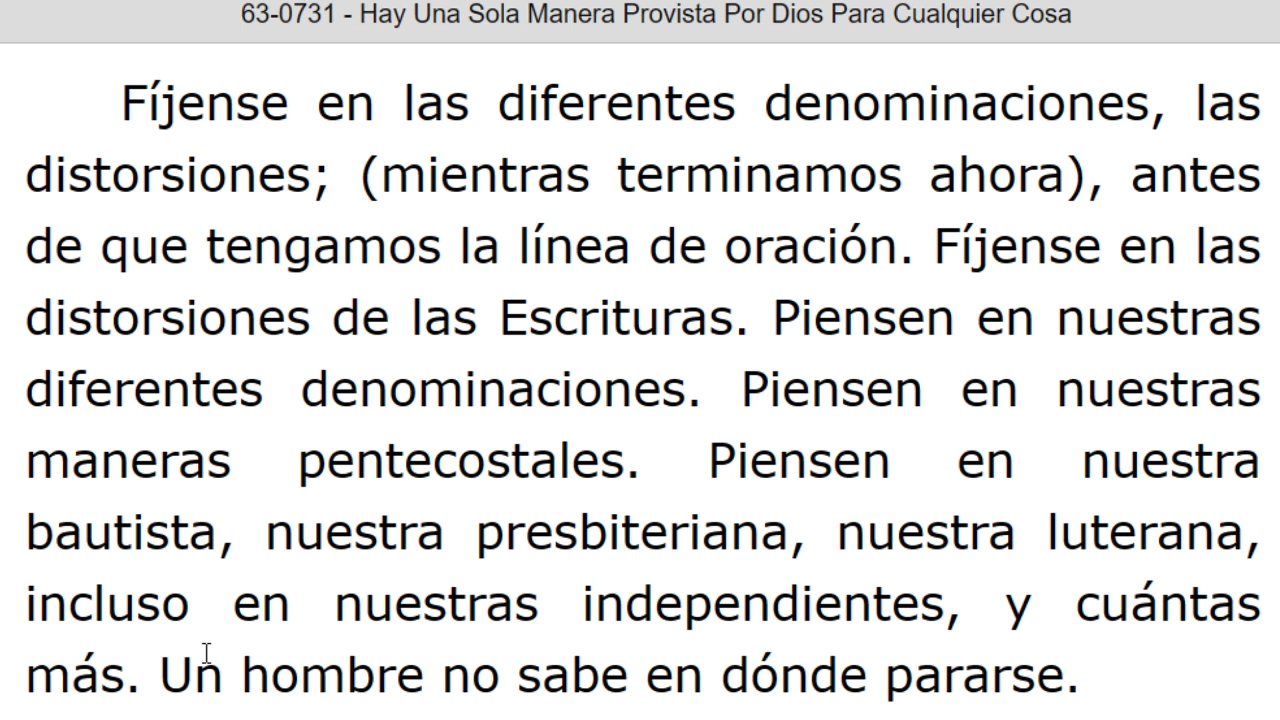 63-0731 - Hay Una Sola Manera Provista Por Dios Para Cualquier Cosa
Fíjense en las diferentes denominaciones, las
distorsiones; (mientras terminamos ahora), antes
de que tengamos la línea de oración. Fíjense en las
distorsiones de las Escrituras. Piensen en nuestras
diferentes denominaciones. Piensen en nuestras
maneras pentecostales. Piensen en nuestra
bautista, nuestra presbiteriana, nuestra luterana,
incluso en nuestras independientes, y cuántas
más. Un hombre no sabe en dónde pararse.